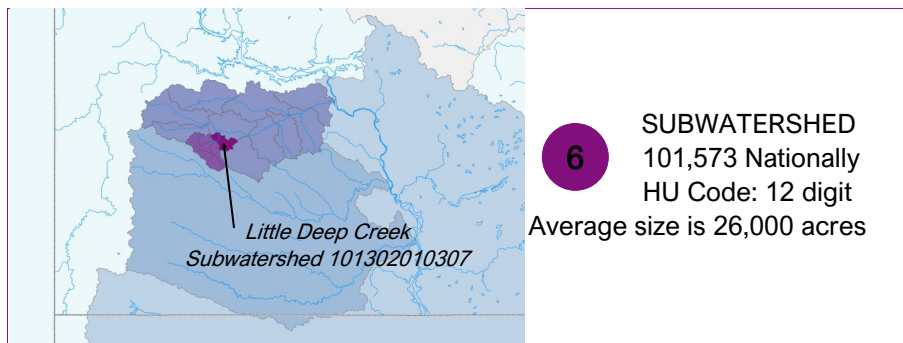 Little Deep Creek
Subwatershed 101302010307
6
SUBWATERSHED
101,573 Nationally
HU Code: 12 digit
Average size is 26,000 acres